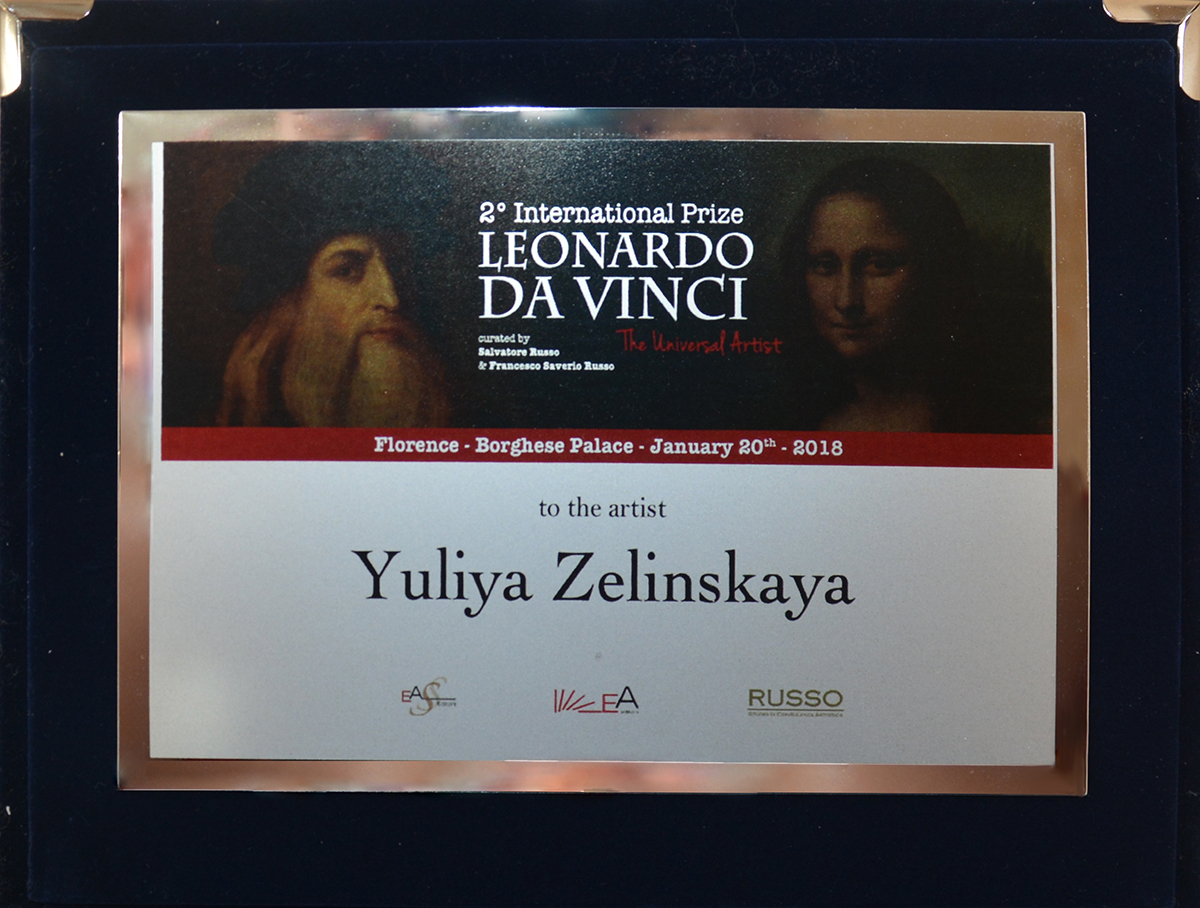 2° International Prize
LEONARDO
DA VINCI
The Universal Artist
curated by
Salvatore Russo
& Francesco Saverio Russo
Florence - Borghese Palace - January 20th - 2018
to the artist
Yuliya Zelinskaya
EA
EA
RUSSO